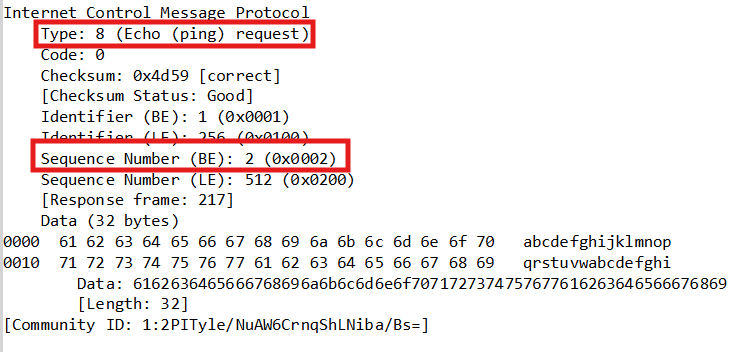 Internet Control Message Protocol
Type: 8 (Echo (ping) request)
Code: 0
Checksum: 0x4d59 [correct]
[Checksum Status: Good]
Identifier (BE): 1 (0x0001)
Identifier (LE): 256 (0x0100)
Sequence Number (BE): 2 (0x0002)
Sequence Number (LE): 512 (0x0200)
[Response frame: 217]
Data (32 bytes)
0000  61 62 63 64 65 66 67 68 69 6a 6b 6c 6d 6e 6f 70   abcdefghijklmnop
0010  71 72 73 74 75 76 77 61 62 63 64 65 66 67 68 69   qrstuvwabcdefghi
Data: 6162636465666768696a6b6c6d6e6f7071727374757677616263646566676869
[Length: 32]
[Community ID: 1:2PITyle/NuAW6CrnqShLNiba/Bs=]